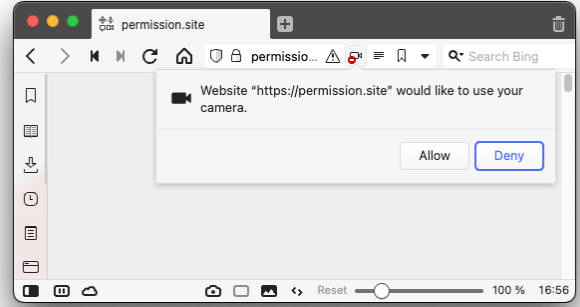 permission.site
permissio...
Search Bing
Website “https://permission.site” would like to use your
camera.
Allow
Deny
Reset
100 %
16:56